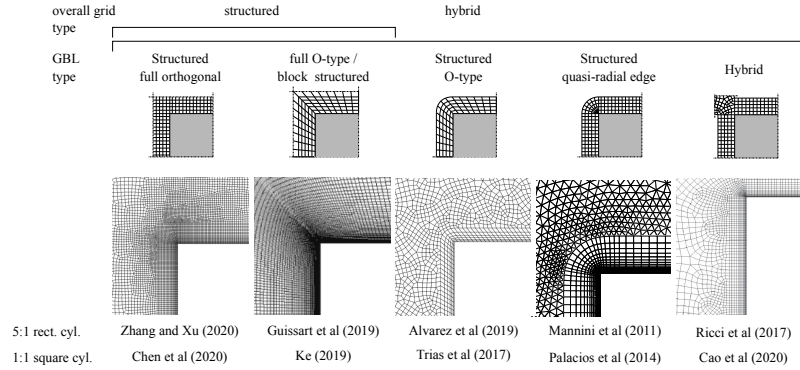 overall grid type structured hybrid
GBL type Structured full orthogonal full O-type / block structured Structured O-type Structured quasi-radial edge Hybrid
5:1 rect. cyl. Zhang and Xu (2020) Guissart et al (2019) Alvarez et al (2019) Mannini et al (2011) Ricci et al (2017)
1:1 square cyl. Chen et al (2020) Ke (2019) Trias et al (2017) Palacios et al (2014) Cao et al (2020)